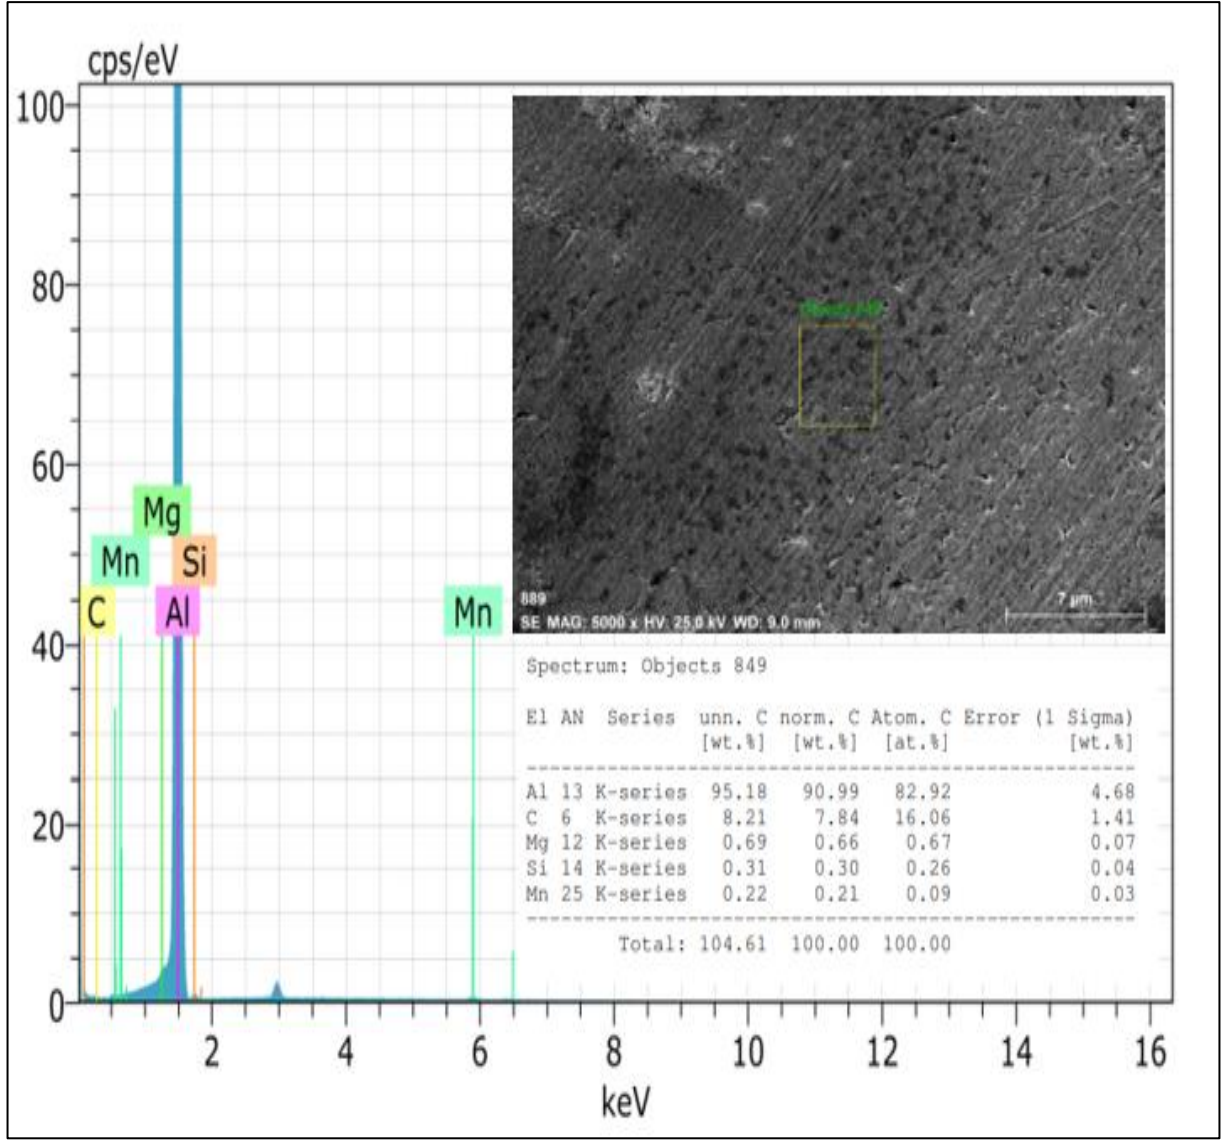 cps/eV
100
80
60
40
20
0
Mg
Mn
Si
C
Al
Mn
2 4 6 8 10 12 14 16
keV
889
SE MAG: 5000 x HV: 25.0 kV WD: 9.0 mm
7 µm
Spectrum: Objects 849
El AN Series unn. C norm. C Atom. C Error (1 Sigma)
[wt.%] [wt.%] [at.%] [wt.%]
Al 13 K-series 95.18 90.99 82.92 4.68
C 6 K-series 8.21 7.84 16.06 1.41
Mg 12 K-series 0.69 0.66 0.67 0.07
Si 14 K-series 0.31 0.30 0.26 0.04
Mn 25 K-series 0.22 0.21 0.09 0.03
Total: 104.61 100.00 100.00